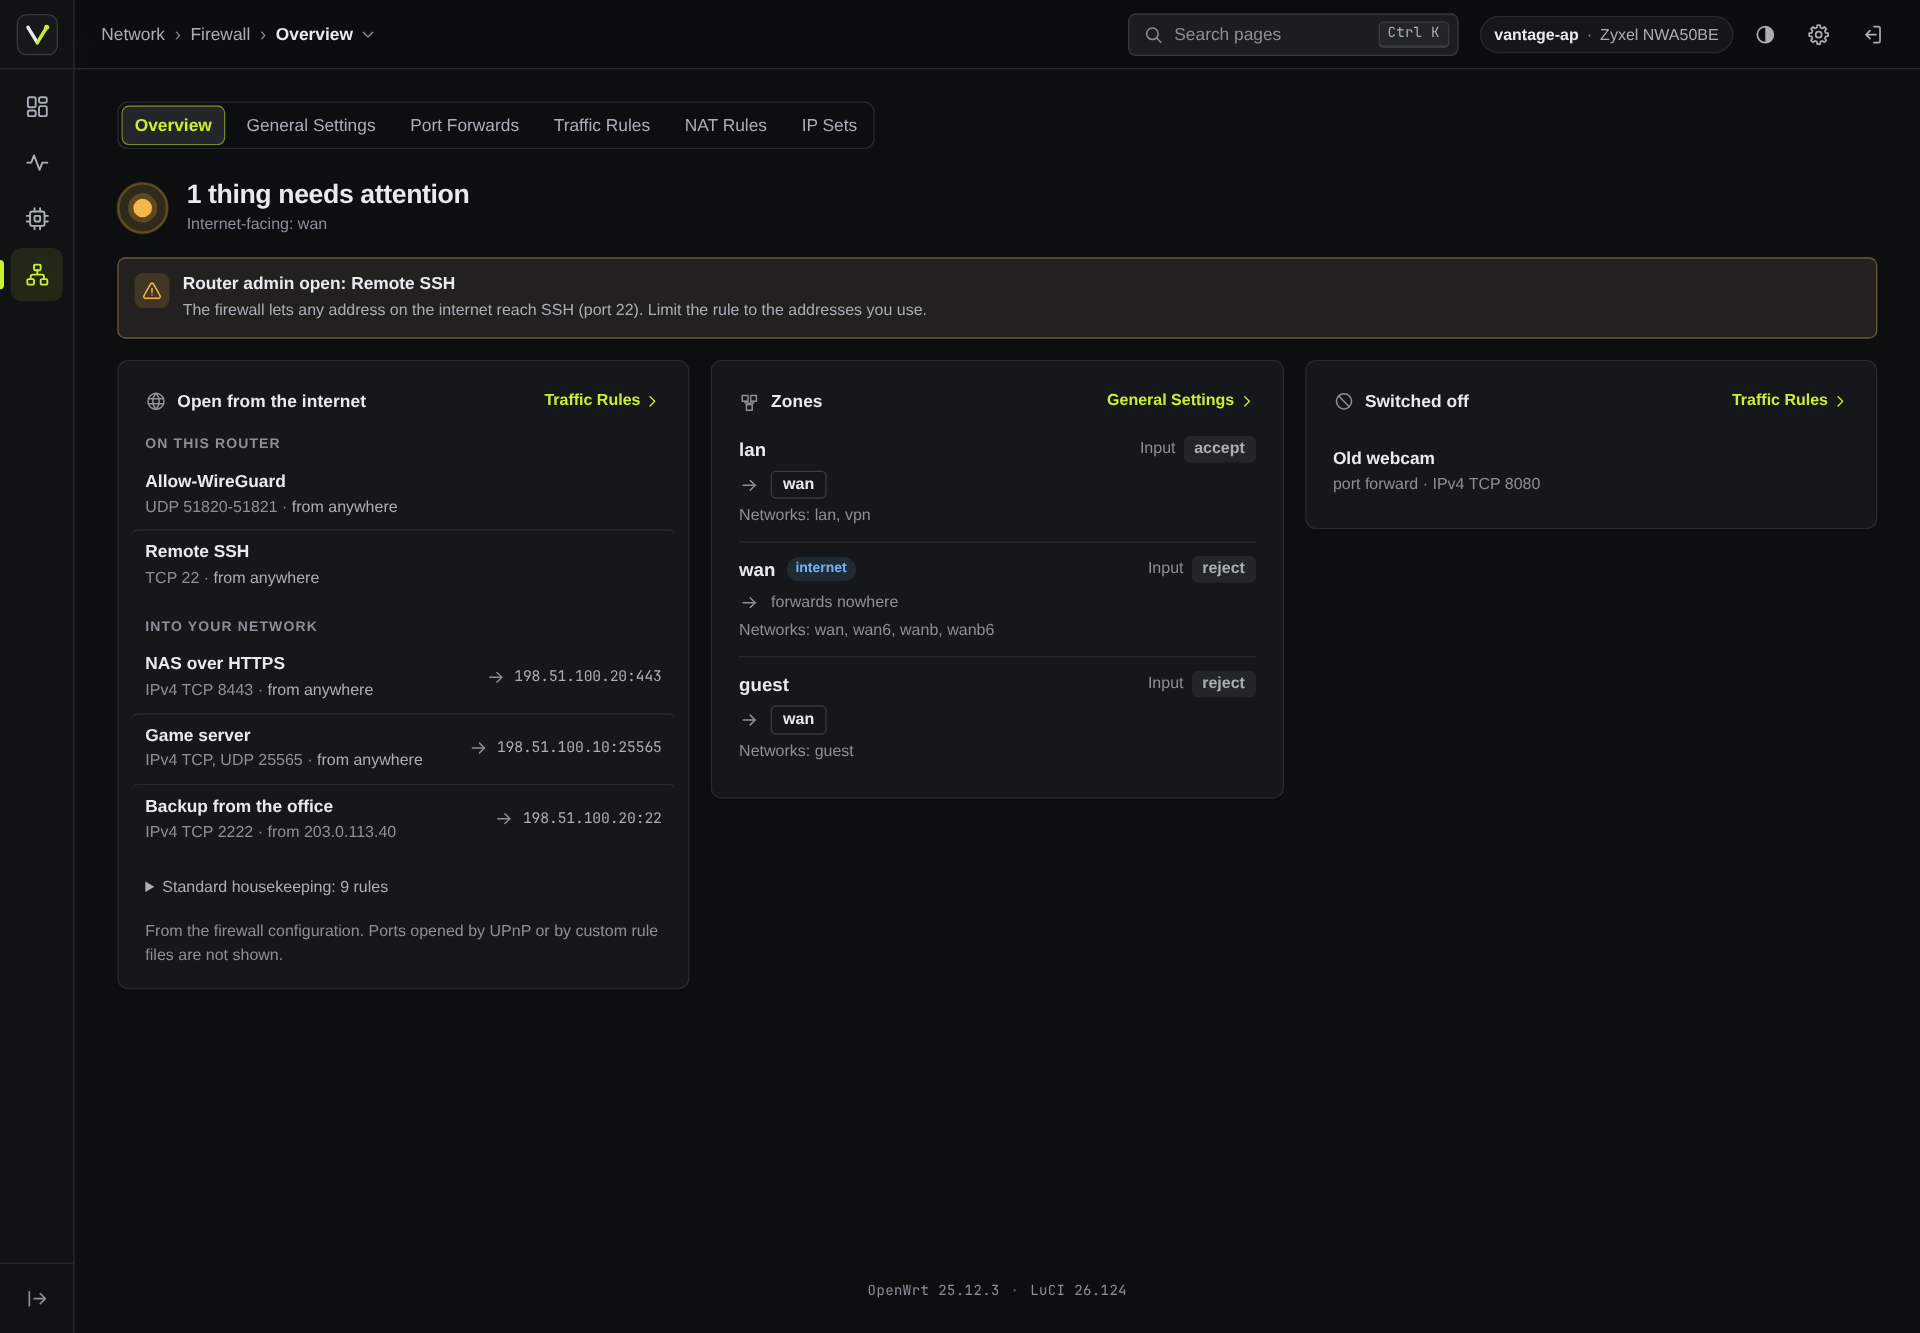 Network › Firewall › Overview
Search pages
Ctrl K
vantage-ap · Zyxel NWA50BE
Overview
General Settings
Port Forwards
Traffic Rules
NAT Rules
IP Sets
1 thing needs attention
Internet-facing: wan
Router admin open: Remote SSH
The firewall lets any address on the internet reach SSH (port 22). Limit the rule to the addresses you use.
Open from the internet
Traffic Rules
ON THIS ROUTER
Allow-WireGuard
UDP 51820-51821 · from anywhere
Remote SSH
TCP 22 · from anywhere
INTO YOUR NETWORK
NAS over HTTPS
IPv4 TCP 8443 · from anywhere
→ 198.51.100.20:443
Game server
IPv4 TCP, UDP 25565 · from anywhere
→ 198.51.100.10:25565
Backup from the office
IPv4 TCP 2222 · from 203.0.113.40
→ 198.51.100.20:22
Standard housekeeping: 9 rules
From the firewall configuration. Ports opened by UPnP or by custom rule
files are not shown.
Zones
General Settings
lan
Input accept
→ wan
Networks: lan, vpn
wan internet
Input reject
→ forwards nowhere
Networks: wan, wan6, wanb, wanb6
guest
Input reject
→ wan
Networks: guest
Switched off
Traffic Rules
Old webcam
port forward · IPv4 TCP 8080
OpenWrt 25.12.3 · LuCI 26.124